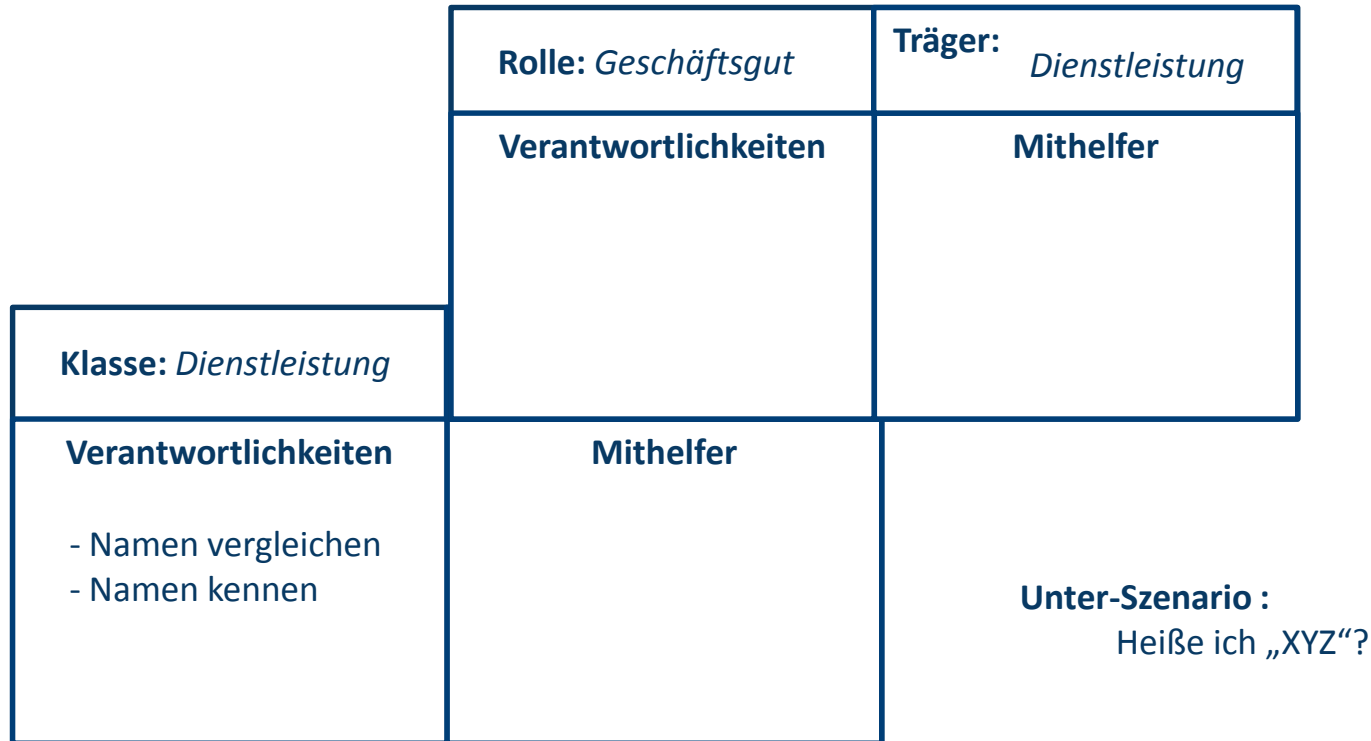 Rolle: Geschäftsgut
Träger: Dienstleistung
Verantwortlichkeiten
Mithelfer
Klasse: Dienstleistung
Verantwortlichkeiten
Mithelfer
- Namen vergleichen
- Namen kennen
Unter-Szenario :
Heiße ich „XYZ“?